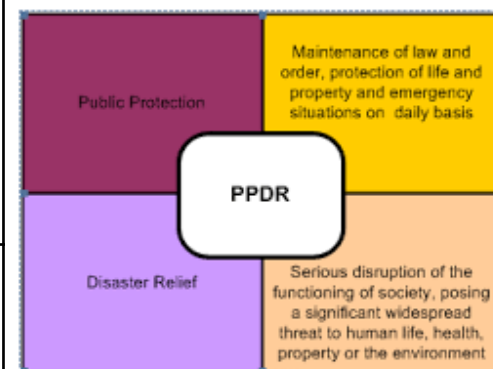 Public Protection
Maintenance of law and
order, protection of life and
property and emergency
situations on daily basis
PPDR
Disaster Relief
Serious disruption of the
functioning of society, posing
a significant widespread
threat to human life, health,
property or the environment